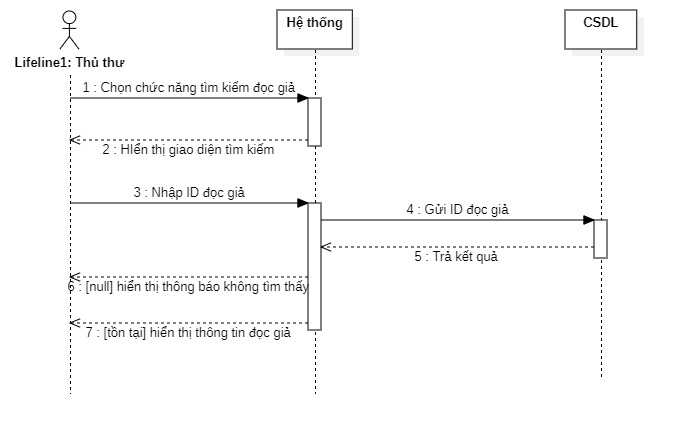 Hệ thống
CSDL
Lifeline1: Thủ thư
1 : Chọn chức năng tìm kiếm đọc giả
2 : HIển thị giao diện tìm kiếm
3 : Nhập ID đọc giả
4 : Gửi ID đọc giả
5 : Trả kết quả
6 : [null] hiển thị thông báo không tìm thấy
7 : [tồn tại] hiển thị thông tin đọc giả